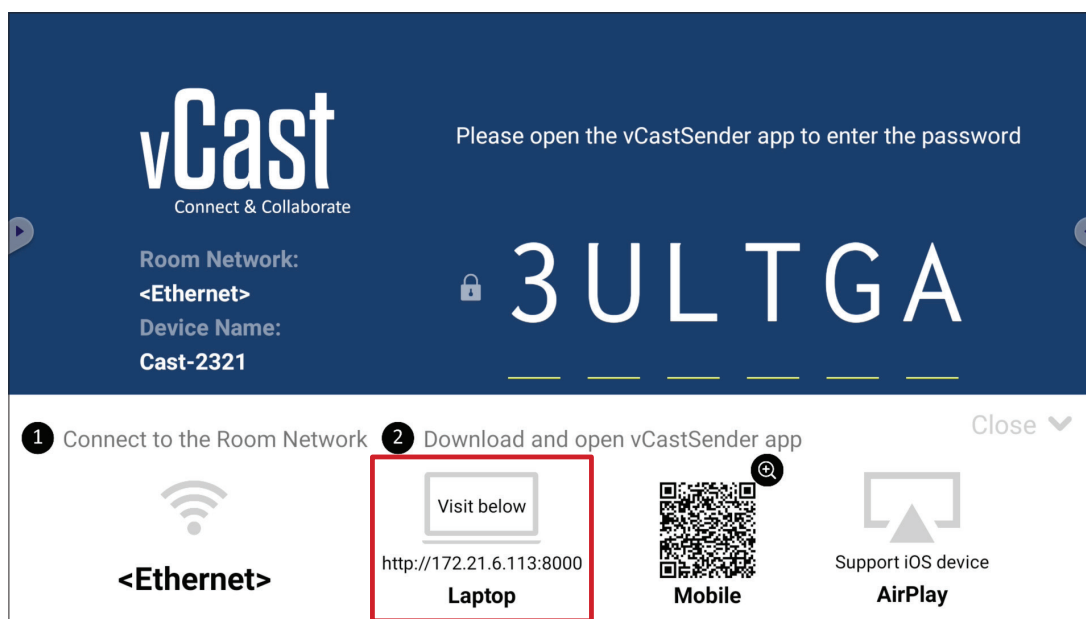 vCast
Connect & Collaborate
Please open the vCastSender app to enter the password
Room Network:
<Ethernet>
Device Name:
Cast-2321
3ULTGA
Close
1 Connect to the Room Network
2 Download and open vCastSender app
<Ethernet>
Visit below
http://172.21.6.113:8000
Laptop
Mobile
Support iOS device
AirPlay